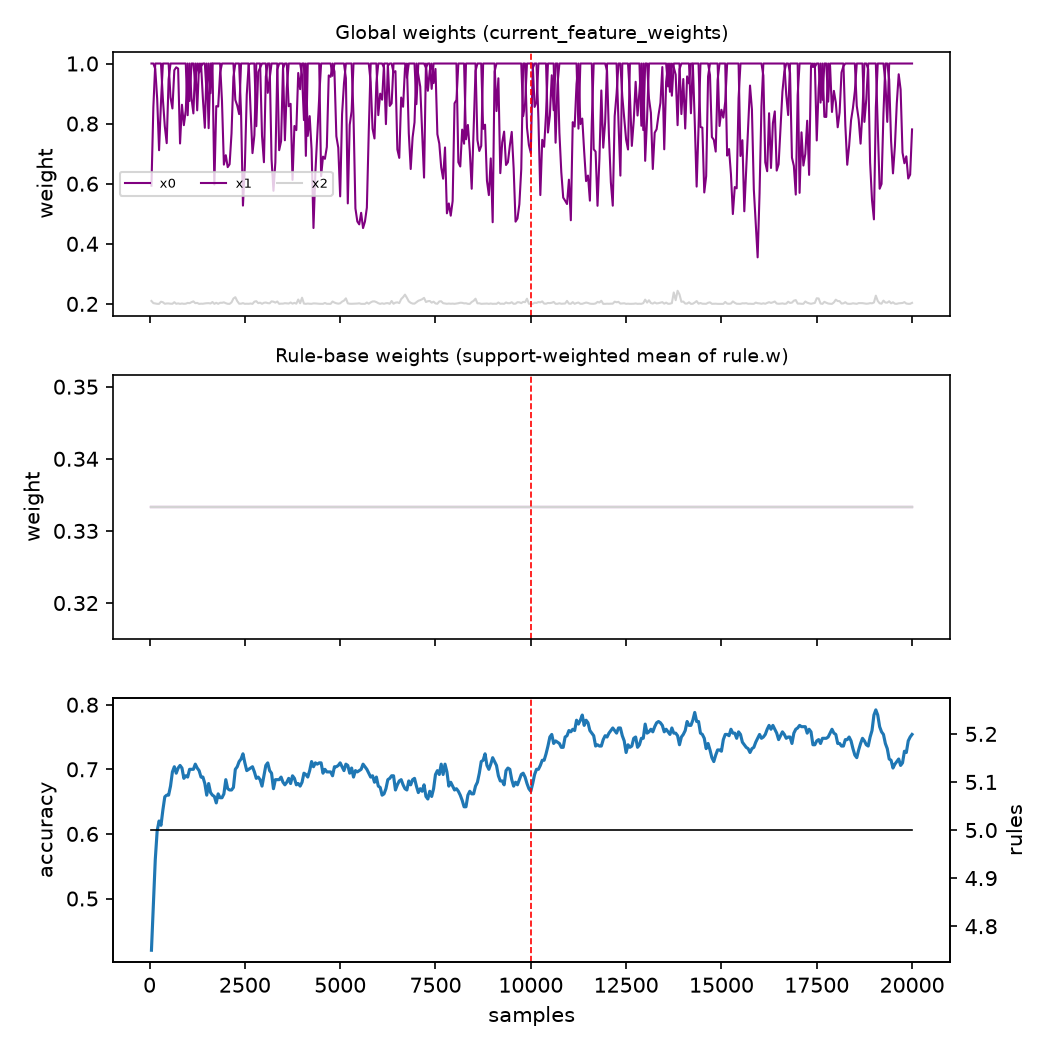 Global weights (current_feature_weights)
1.0
0.8
0.6
0.4
0.2
weight
x0 x1 x2
Rule-base weights (support-weighted mean of rule.w)
0.35
0.34
0.33
0.32
weight
0.8
0.7
0.6
0.5
accuracy
5.2
5.1
5.0
4.9
4.8
rules
0 2500 5000 7500 10000 12500 15000 17500 20000
samples